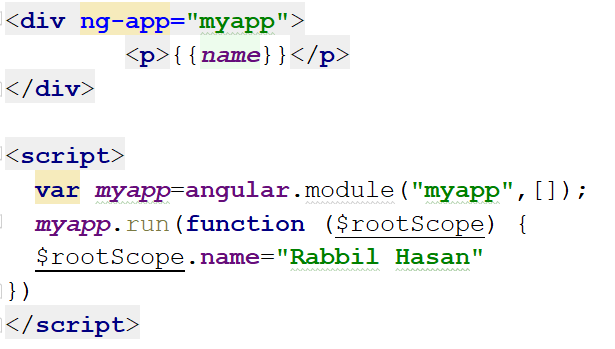 <div ng-app="myapp">
<p>{{name}}</p>
</div>
<script>
var myapp=angular.module("myapp",[]);
myapp.run(function ($rootScope) {
$rootScope.name="Rabbil Hasan"
})
</script>